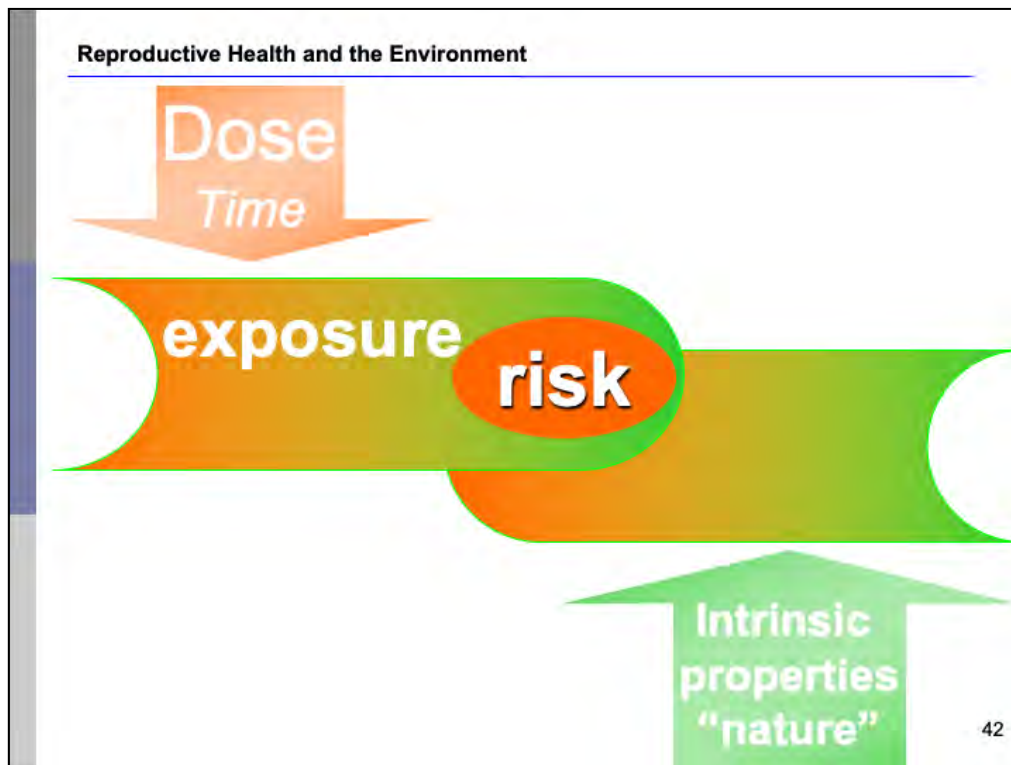 Reproductive Health and the Environment
Dose
Time
exposure
risk
Intrinsic
properties
“nature”
42